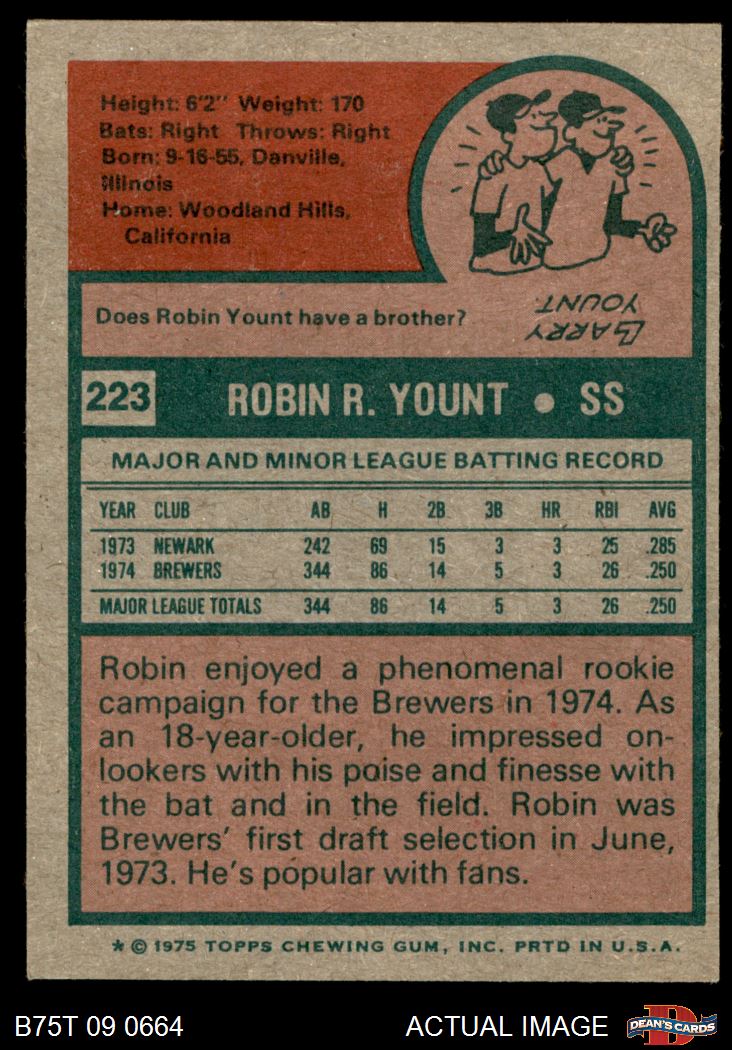 Height: 6'2" Weight: 170
Bats: Right Throws: Right
Born: 9-16-55, Danville,
Illinois
Home: Woodland Hills,
California
Does Robin Yount have a brother?
LARRY
YOUNT.
223 ROBIN R. YOUNT • SS
MAJOR AND MINOR LEAGUE BATTING RECORD
YEAR CLUB AB H 2B 3B HR RBI AVG
1973 NEWARK 242 69 15 3 3 25 .285
1974 BREWERS 344 86 14 5 3 26 .250
MAJOR LEAGUE TOTALS 344 86 14 5 3 26 .250
Robin enjoyed a phenomenal rookie
campaign for the Brewers in 1974. As
an 18-year-older, he impressed on-
lookers with his poise and finesse with
the bat and in the field. Robin was
Brewers' first draft selection in June,
1973. He's popular with fans.
* © 1975 TOPPS CHEWING GUM, INC. PRTD IN U.S.A.
B75T 09 0664 ACTUAL IMAGE DEAN'S CARDS